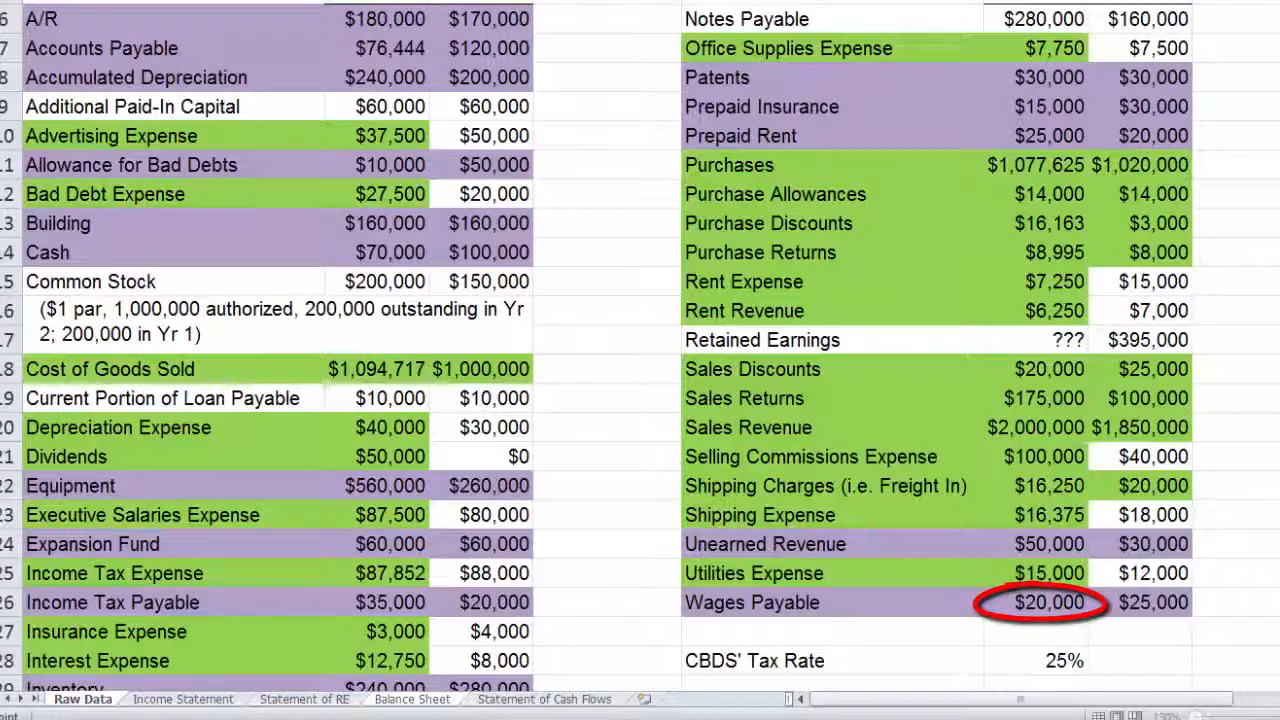 6 A/R $180,000 $170,000 Notes Payable $280,000 $160,000
7 Accounts Payable $76,444 $120,000 Office Supplies Expense $7,750 $7,500
8 Accumulated Depreciation $240,000 $200,000 Patents $30,000 $30,000
9 Additional Paid-In Capital $60,000 $60,000 Prepaid Insurance $15,000 $30,000
10 Advertising Expense $37,500 $50,000 Prepaid Rent $25,000 $20,000
11 Allowance for Bad Debts $10,000 $50,000 Purchases $1,077,625 $1,020,000
12 Bad Debt Expense $27,500 $20,000 Purchase Allowances $14,000 $14,000
13 Building $160,000 $160,000 Purchase Discounts $16,163 $3,000
14 Cash $70,000 $100,000 Purchase Returns $8,995 $8,000
15 Common Stock $200,000 $150,000 Rent Expense $7,250 $15,000
16 ($1 par, 1,000,000 authorized, 200,000 outstanding in Yr Rent Revenue $6,250 $7,000
17 2; 200,000 in Yr 1) Retained Earnings ??? $395,000
18 Cost of Goods Sold $1,094,717 $1,000,000 Sales Discounts $20,000 $25,000
19 Current Portion of Loan Payable $10,000 $10,000 Sales Returns $175,000 $100,000
20 Depreciation Expense $40,000 $30,000 Sales Revenue $2,000,000 $1,850,000
21 Dividends $50,000 $0 Selling Commissions Expense $100,000 $40,000
22 Equipment $560,000 $260,000 Shipping Charges (i.e. Freight In) $16,250 $20,000
23 Executive Salaries Expense $87,500 $80,000 Shipping Expense $16,375 $18,000
24 Expansion Fund $60,000 $60,000 Unearned Revenue $50,000 $30,000
25 Income Tax Expense $87,852 $88,000 Utilities Expense $15,000 $12,000
26 Income Tax Payable $35,000 $20,000 Wages Payable $20,000 $25,000
27 Insurance Expense $3,000 $4,000
28 Interest Expense $12,750 $8,000 CBDS' Tax Rate 25%
29 Inventory $240,000 $280,000
Raw Data Income Statement Statement of RE Balance Sheet Statement of Cash Flows
130%